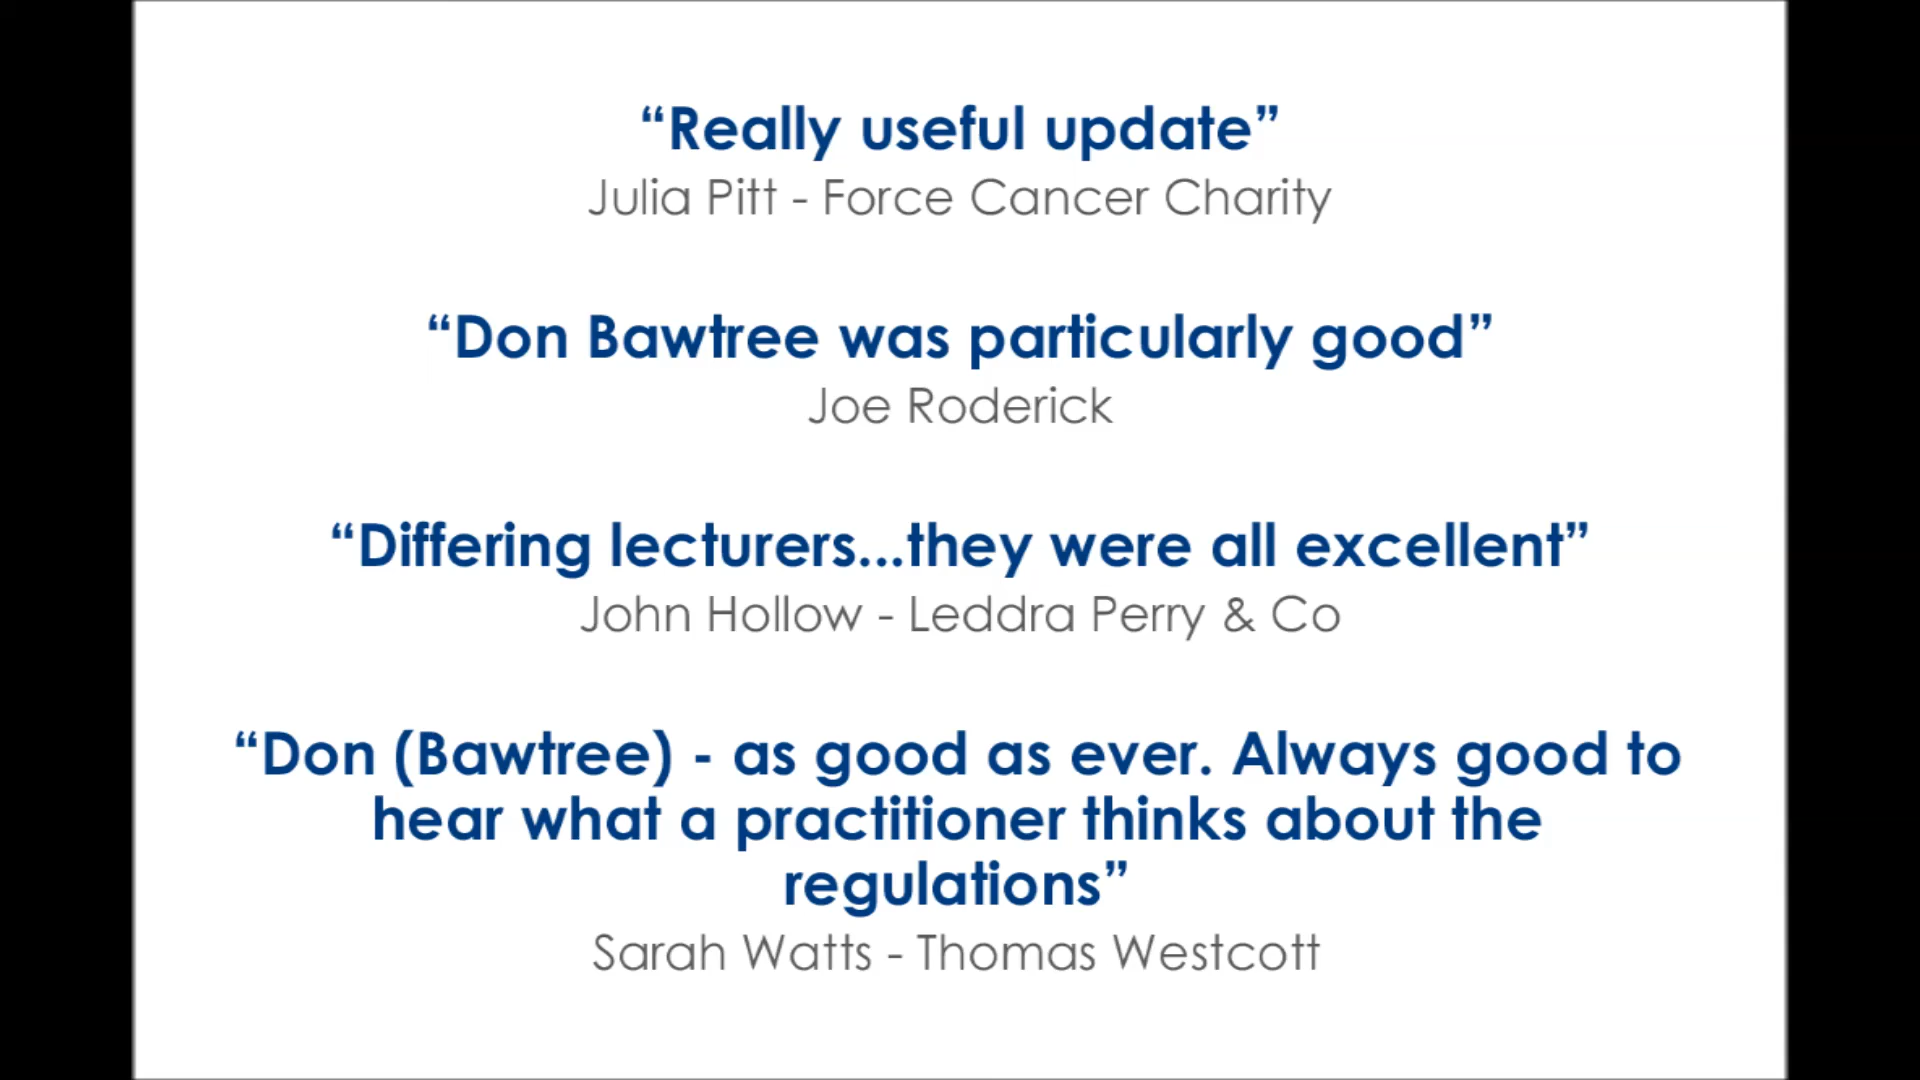 “Really useful update”
Julia Pitt - Force Cancer Charity
“Don Bawtree was particularly good”
Joe Roderick
“Differing lecturers...they were all excellent”
John Hollow - Leddra Perry & Co
“Don (Bawtree) - as good as ever. Always good to
hear what a practitioner thinks about the
regulations”
Sarah Watts - Thomas Westcott